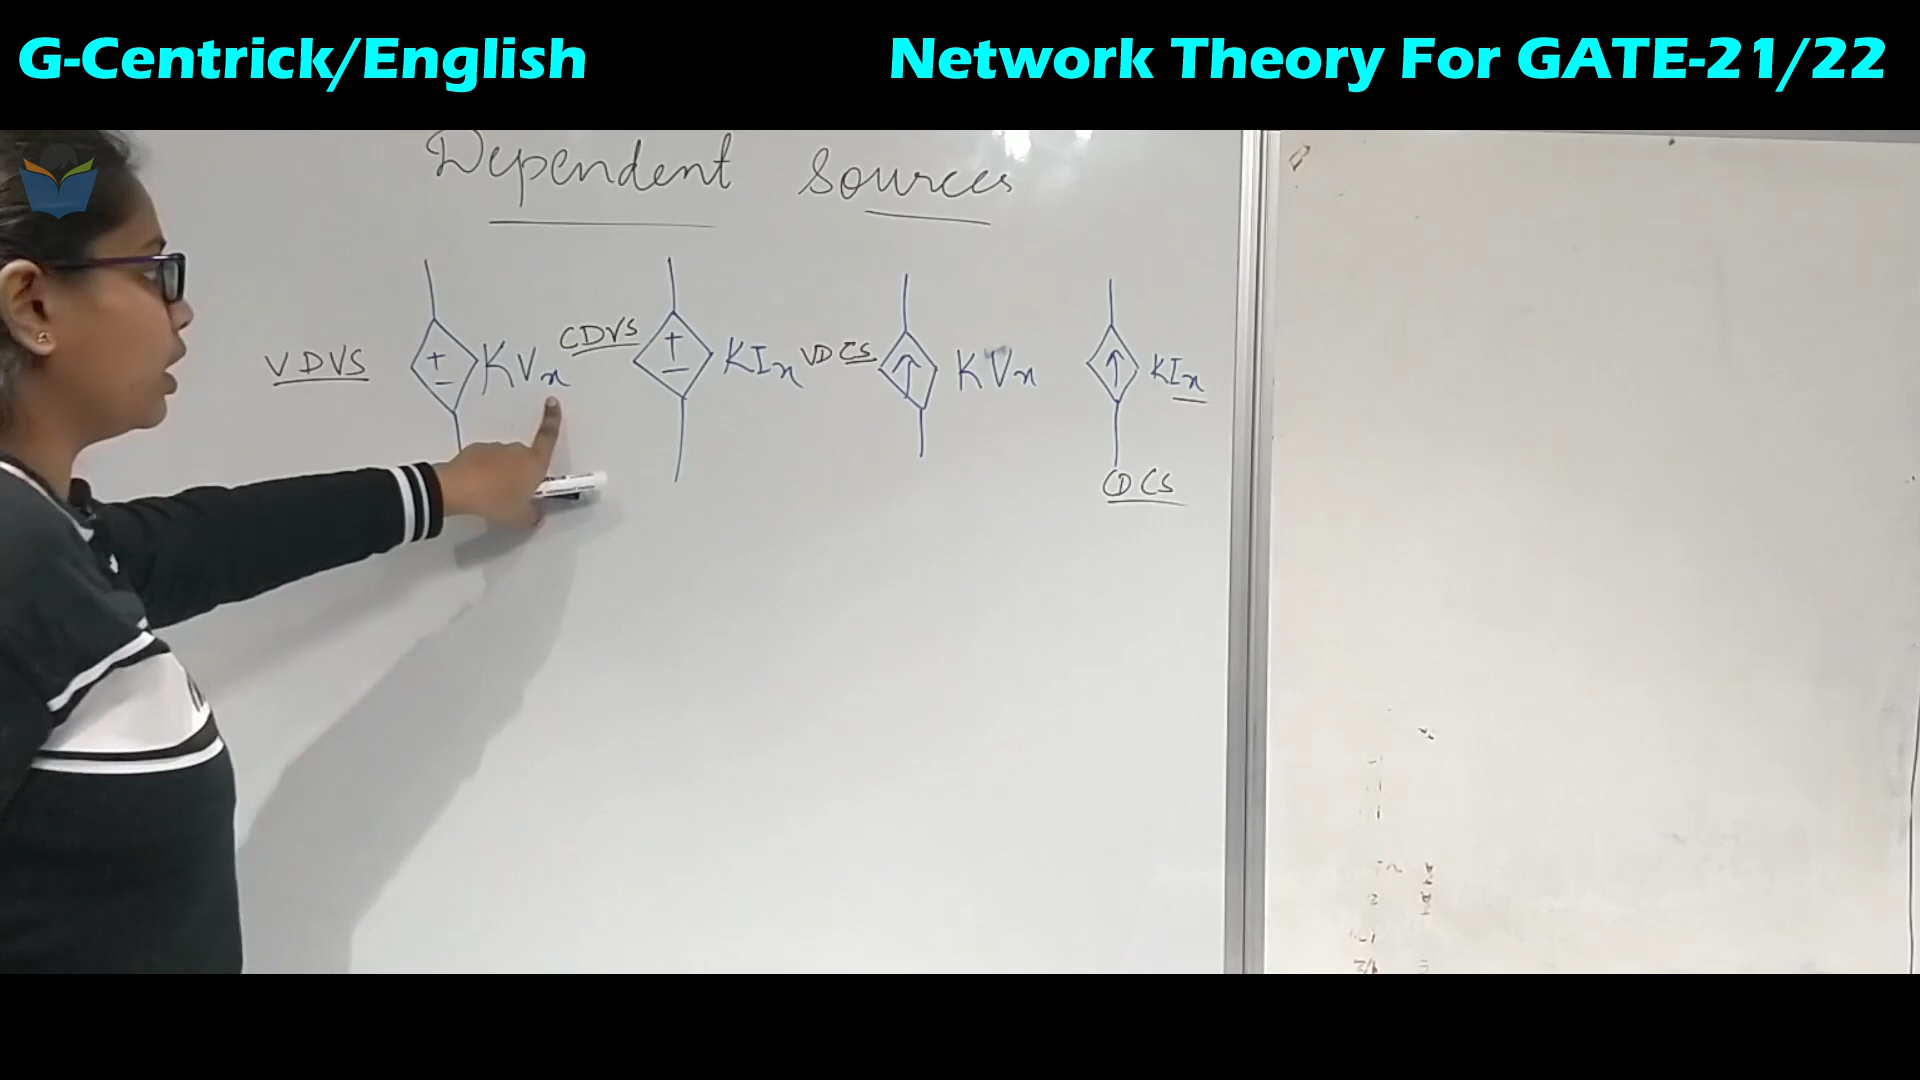 G-Centrick/English
Network Theory For GATE-21/22
Dependent Sources
VDVS + - KVx CDVS + - KIx VDCS KVx KIx
CDCS